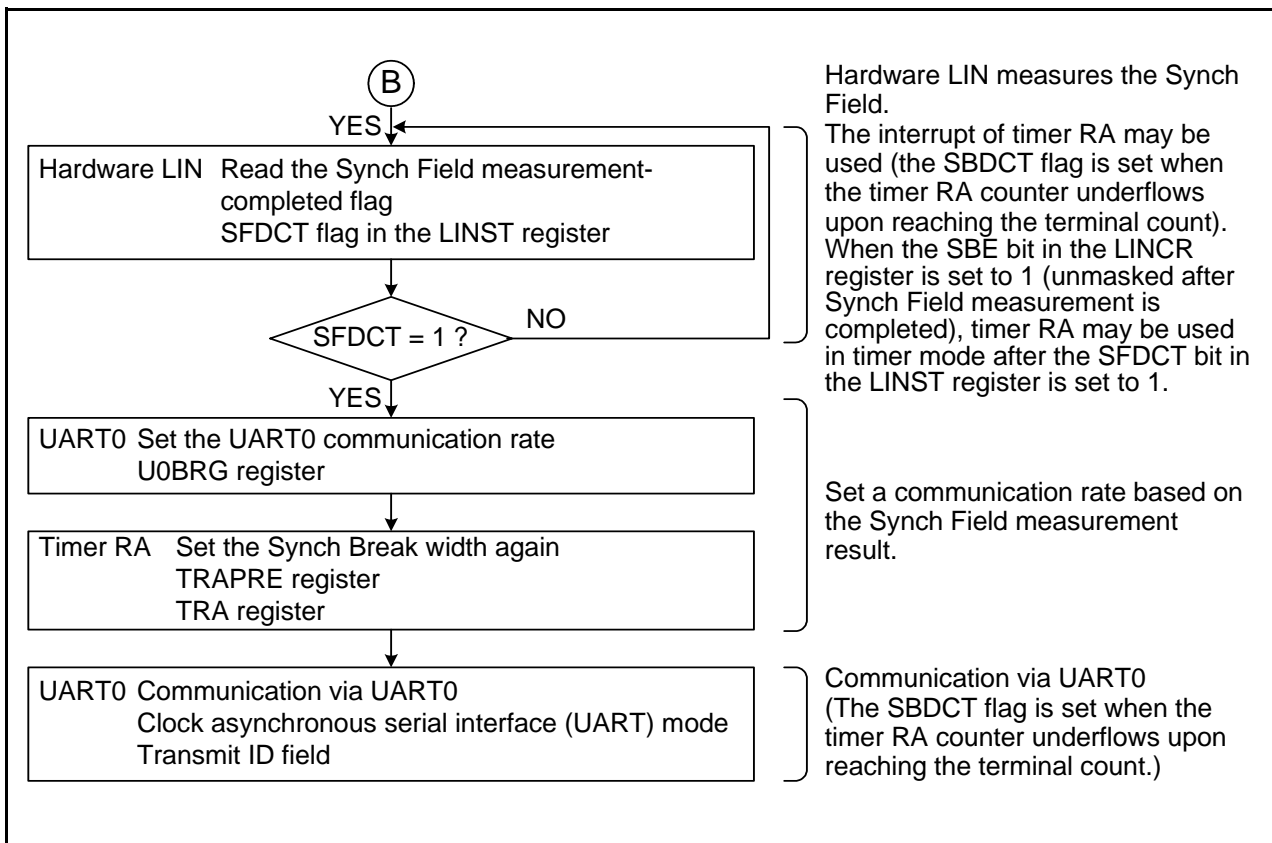 B
YES
Hardware LIN Read the Synch Field measurement-
completed flag
SFDCT flag in the LINST register
SFDCT = 1 ?
NO
YES
UART0 Set the UART0 communication rate
U0BRG register
Timer RA Set the Synch Break width again
TRAPRE register
TRA register
UART0 Communication via UART0
Clock asynchronous serial interface (UART) mode
Transmit ID field
Hardware LIN measures the Synch
Field.
The interrupt of timer RA may be
used (the SBDCT flag is set when
the timer RA counter underflows
upon reaching the terminal count).
When the SBE bit in the LINCR
register is set to 1 (unmasked after
Synch Field measurement is
completed), timer RA may be used
in timer mode after the SFDCT bit in
the LINST register is set to 1.
Set a communication rate based on
the Synch Field measurement
result.
Communication via UART0
(The SBDCT flag is set when the
timer RA counter underflows upon
reaching the terminal count.)